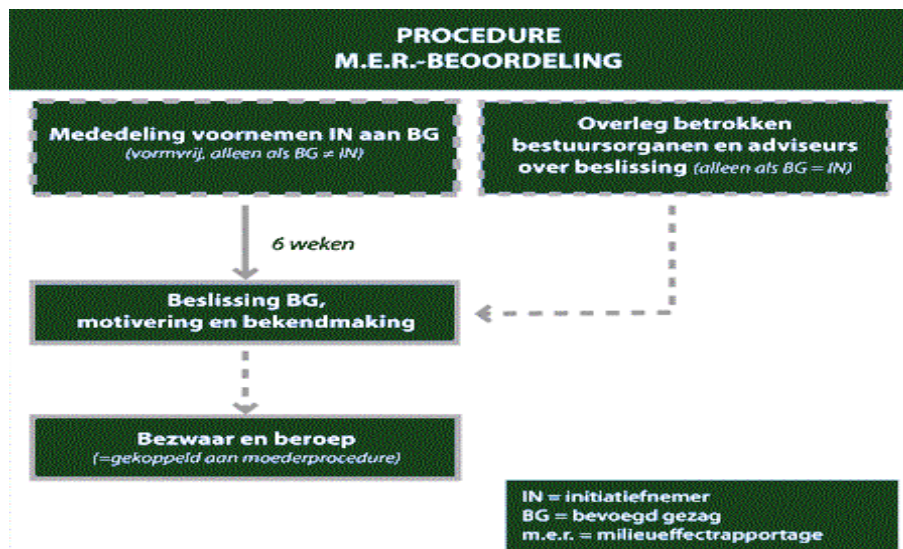 PROCEDURE
M.E.R.-BEOORDELING
Mededeling voornemen IN aan BG
(vormvrij, alleen als BG ≠ IN)
Overleg betrokken
bestuursorganen en adviseurs
over beslissing (alleen als BG = IN)
6 weken
Beslissing BG,
motivering en bekendmaking
Bezwaar en beroep
(=gekoppeld aan moederprocedure)
IN = initiatiefnemer
BG = bevoegd gezag
m.e.r. = milieueffectrapportage